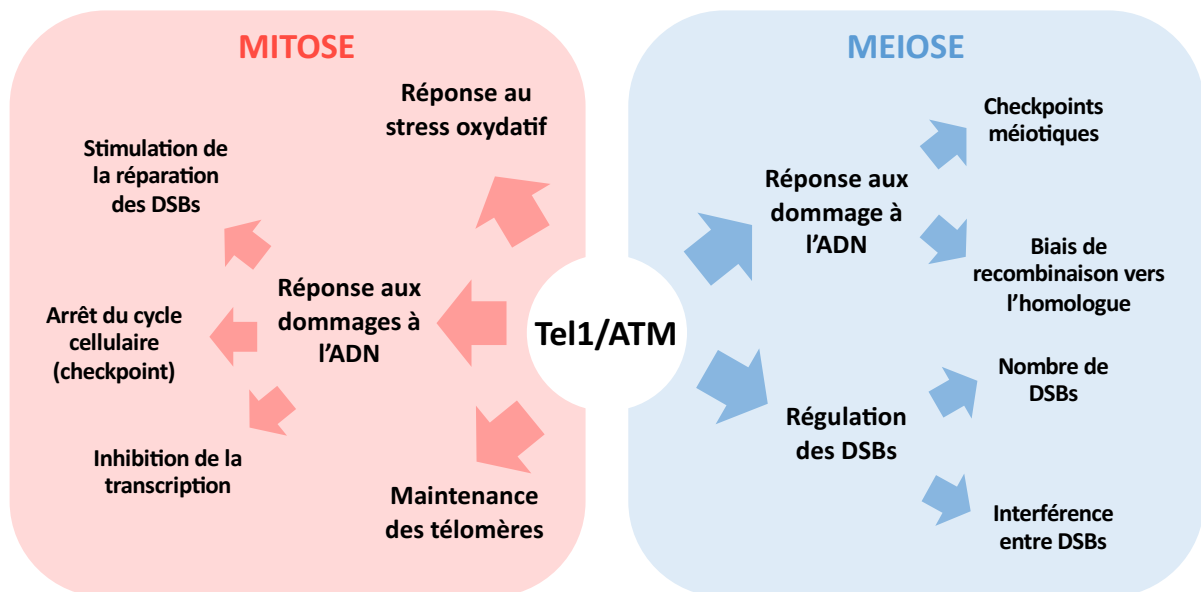 MITOSE
Réponse au
stress oxydatif
Stimulation de
la réparation
des DSBs
Réponse aux
dommages à
l'ADN
Arrêt du cycle
cellulaire
(checkpoint)
Inhibition de la
transcription
Maintenance
des télomères
Tel1/ATM
MEIOSE
Checkpoints
méiotiques
Réponse aux
dommage à
l'ADN
Biais de
recombinaison vers
l'homologue
Régulation
des DSBs
Nombre de
DSBs
Interférence
entre DSBs